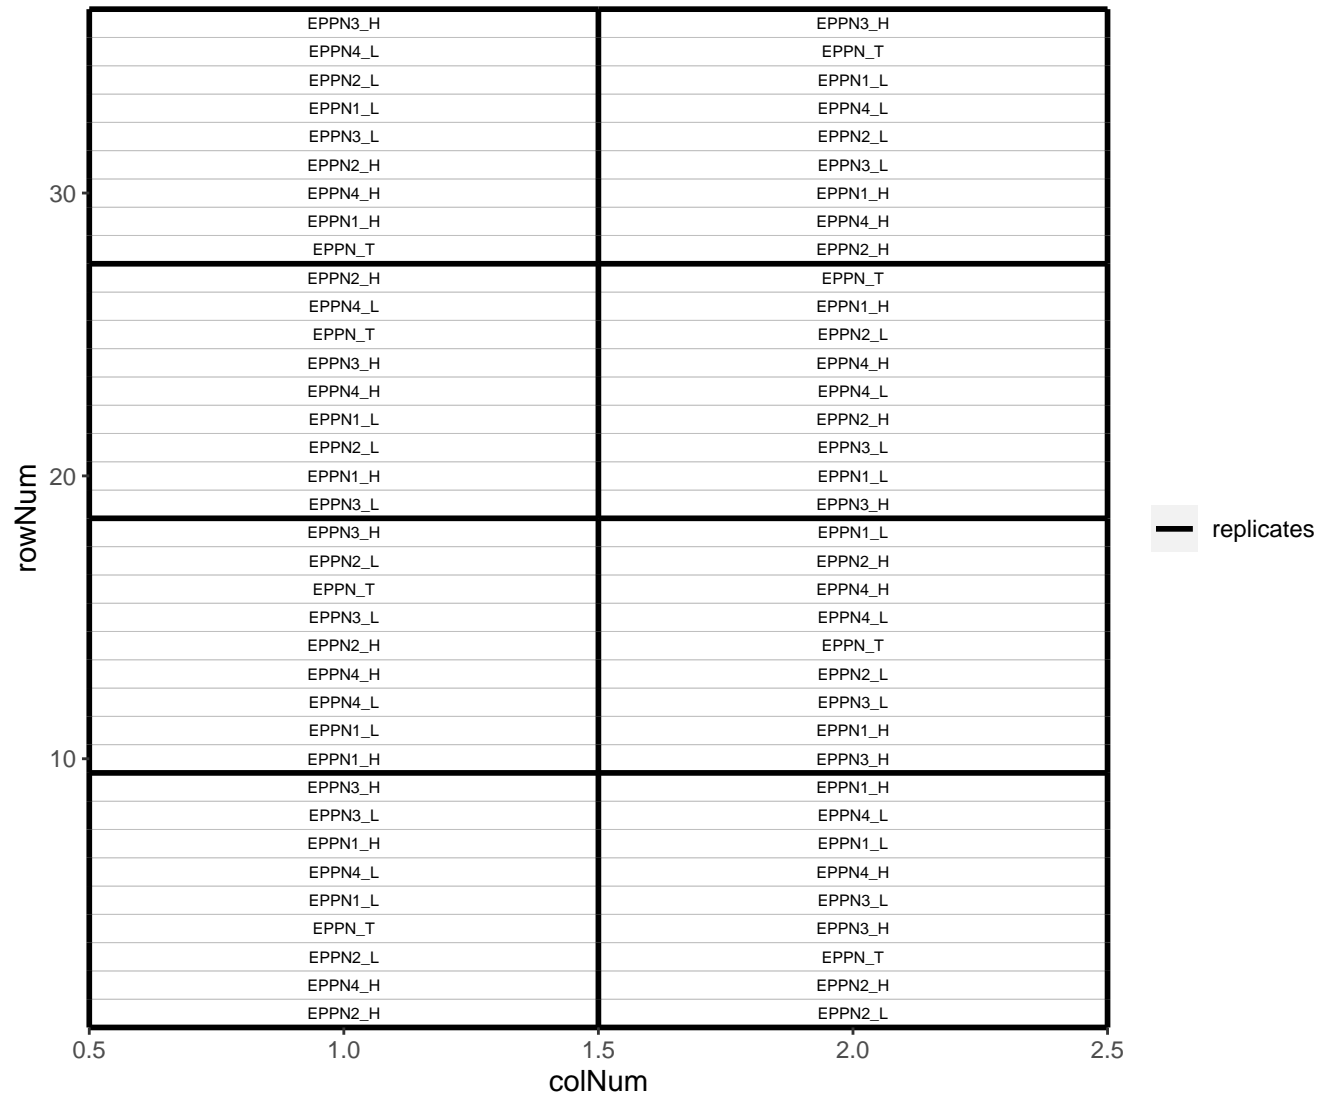 EPPN3_H EPPN3_H
EPPN4_L EPPN_T
EPPN2_L EPPN1_L
EPPN1_L EPPN4_L
EPPN3_L EPPN2_L
EPPN2_H EPPN3_L
30 EPPN4_H EPPN1_H
EPPN1_H EPPN4_H
EPPN_T EPPN2_H
EPPN2_H EPPN_T
EPPN4_L EPPN1_H
EPPN_T EPPN2_L
EPPN3_H EPPN4_H
EPPN4_H EPPN4_L
EPPN1_L EPPN2_H
EPPN2_L EPPN3_L
20 EPPN1_H EPPN1_L
EPPN3_L EPPN3_H
rowNum
EPPN3_H EPPN1_L
replicates
EPPN2_L EPPN2_H
EPPN_T EPPN4_H
EPPN3_L EPPN4_L
EPPN2_H EPPN_T
EPPN4_H EPPN2_L
EPPN4_L EPPN3_L
EPPN1_L EPPN1_H
10 EPPN1_H EPPN3_H
EPPN3_H EPPN1_H
EPPN3_L EPPN4_L
EPPN1_H EPPN1_L
EPPN4_L EPPN4_H
EPPN1_L EPPN3_L
EPPN_T EPPN3_H
EPPN2_L EPPN_T
EPPN4_H EPPN2_H
EPPN2_H EPPN2_L
0.5 1.0 1.5 2.0 2.5
colNum